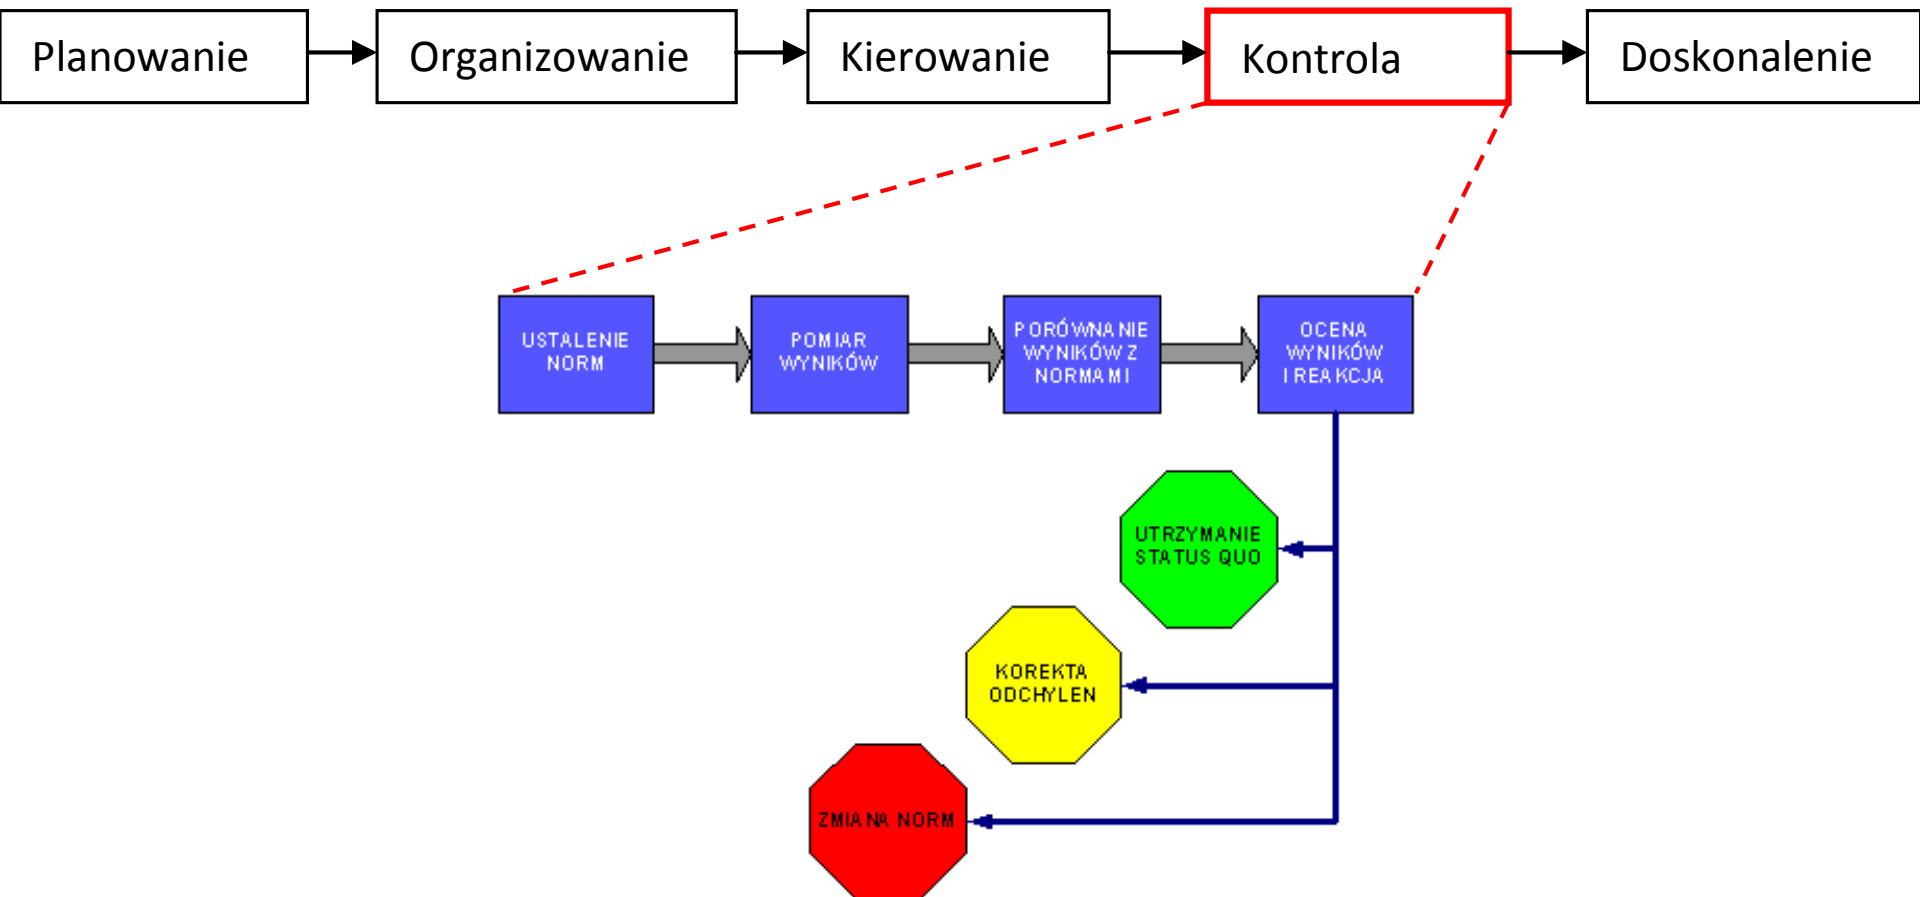 Planowanie
Organizowanie
Kierowanie
Kontrola
Doskonalenie
USTALENIE
NORM
POMIAR
WYNIKÓW
PORÓWNANIE
WYNIKÓW Z
NORMAMI
OCENA
WYNIKÓW
I REAKCJA
UTRZYMANIE
STATUS QUO
KOREKTA
ODCHYLEN
ZMIANA NORM